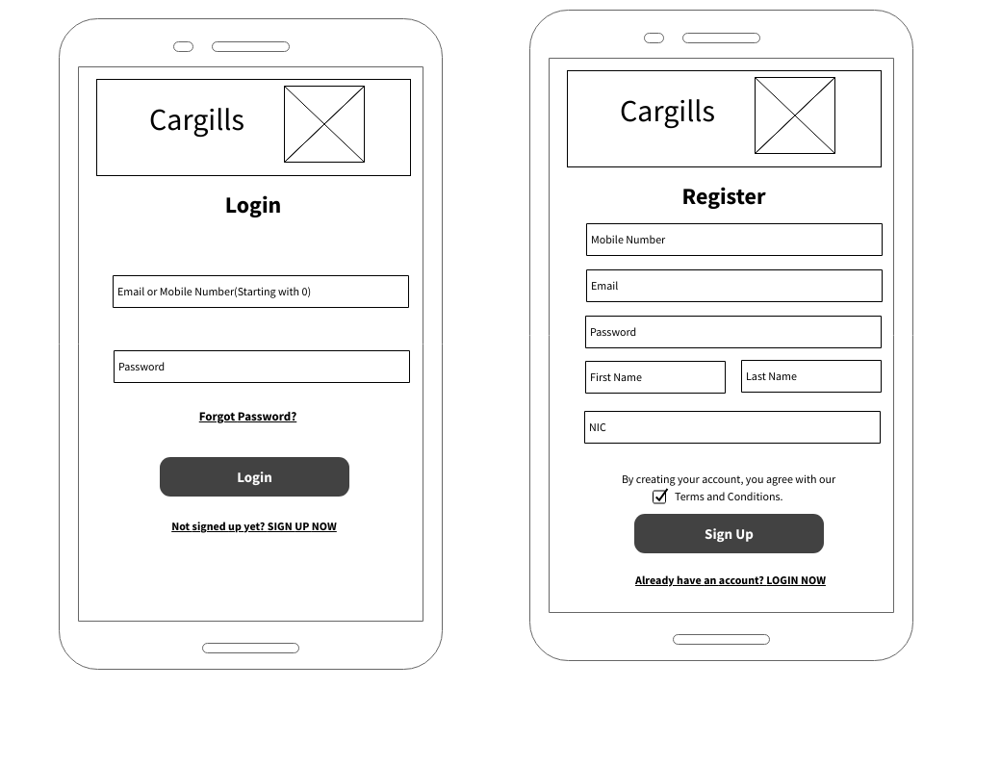 Cargills
Login
Email or Mobile Number(Starting with 0)
Password
Forgot Password?
Login
Not signed up yet? SIGN UP NOW
Cargills
Register
Mobile Number
Email
Password
First Name
Last Name
NIC
By creating your account, you agree with our
Terms and Conditions.
Sign Up
Already have an account? LOGIN NOW